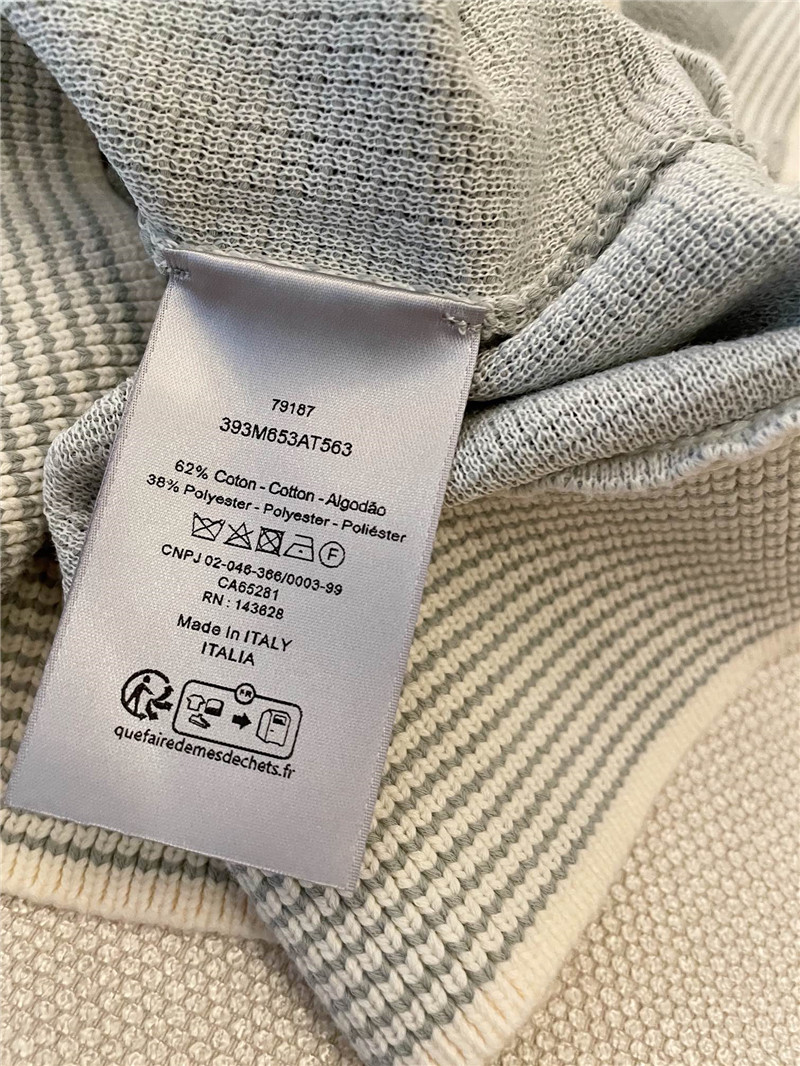 79187
393M653AT563
62% Coton - Cotton - Algodão
38% Polyester - Polyester - Poliéster
F
CNPJ 02-046-366/0003-99
CA65281
RN : 143628
Made in ITALY
ITALIA
FR
quefairedemesdechets.fr